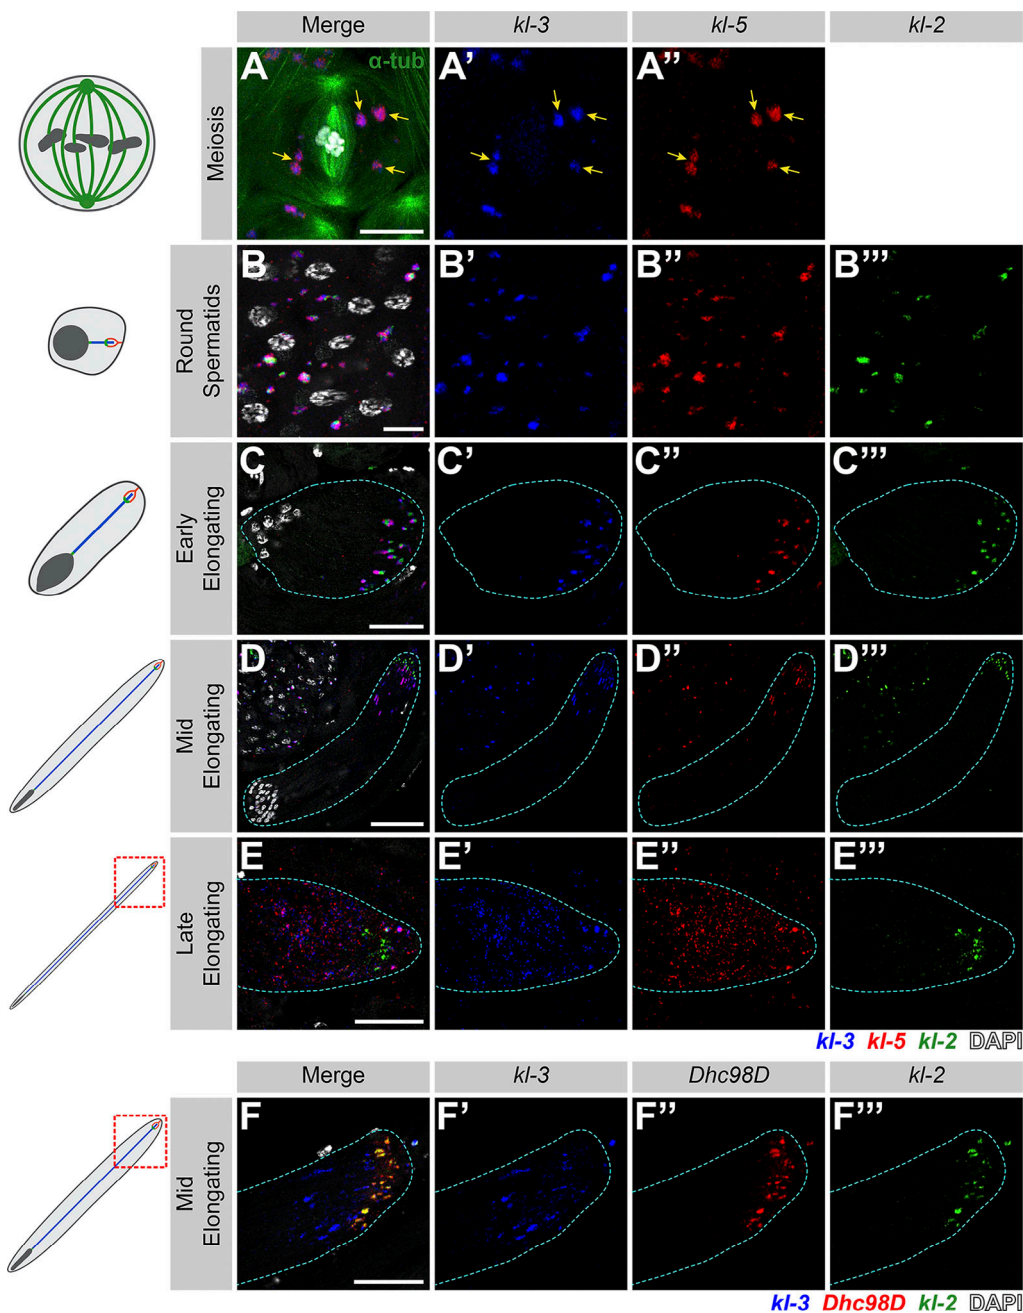 Merge kl-3 kl-5 kl-2
Meiosis
A α-tub A' A''
Round
Spermatids
B B' B'' B'''
Early
Elongating
C C' C'' C'''
Mid
Elongating
D D' D'' D'''
Late
Elongating
E E' E'' E'''
kl-3 kl-5 kl-2 DAPI
Merge kl-3 Dhc98D kl-2
Mid
Elongating
F F' F'' F'''
kl-3 Dhc98D kl-2 DAPI